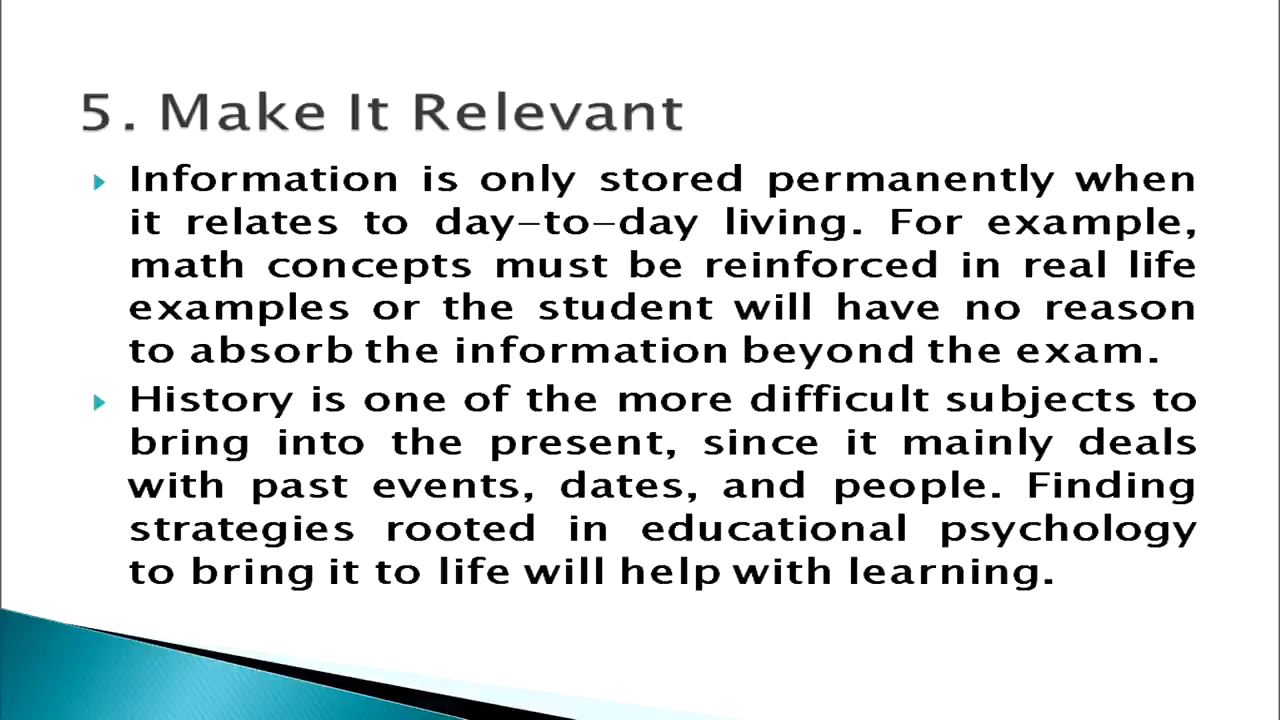 5. Make It Relevant
Information is only stored permanently when
it relates to day-to-day living. For example,
math concepts must be reinforced in real life
examples or the student will have no reason
to absorb the information beyond the exam.
History is one of the more difficult subjects to
bring into the present, since it mainly deals
with past events, dates, and people. Finding
strategies rooted in educational psychology
to bring it to life will help with learning.